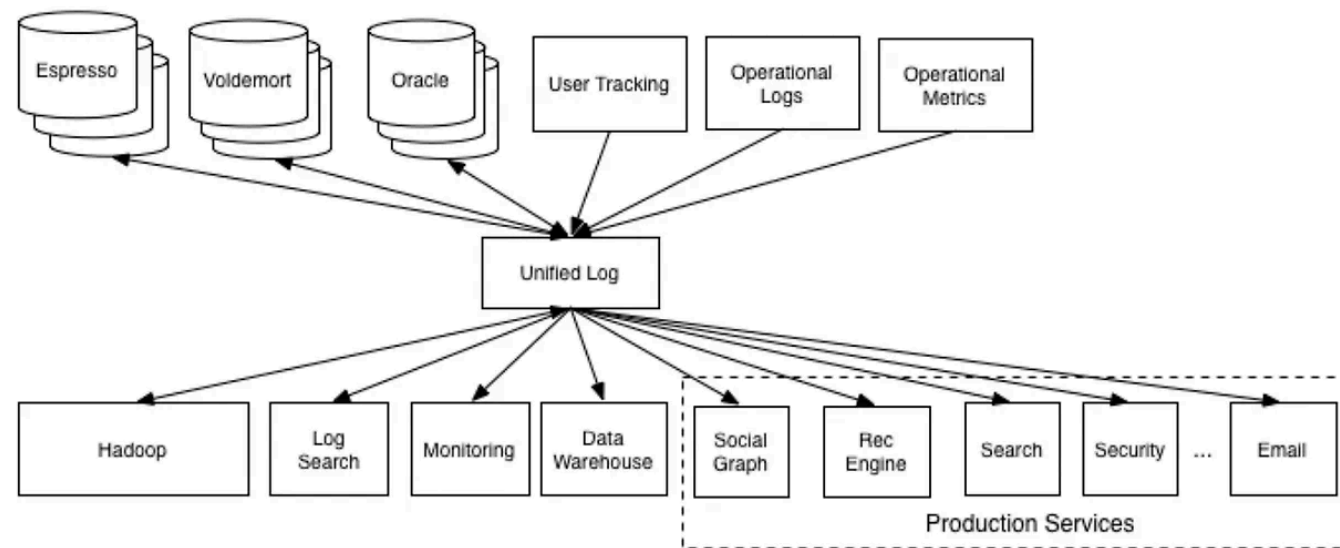 Espresso
Voldemort
Oracle
User Tracking
Operational
Logs
Operational
Metrics
Unified Log
Hadoop
Log
Search
Monitoring
Data
Warehouse
Social
Graph
Rec
Engine
Search
Security
...
Email
Production Services